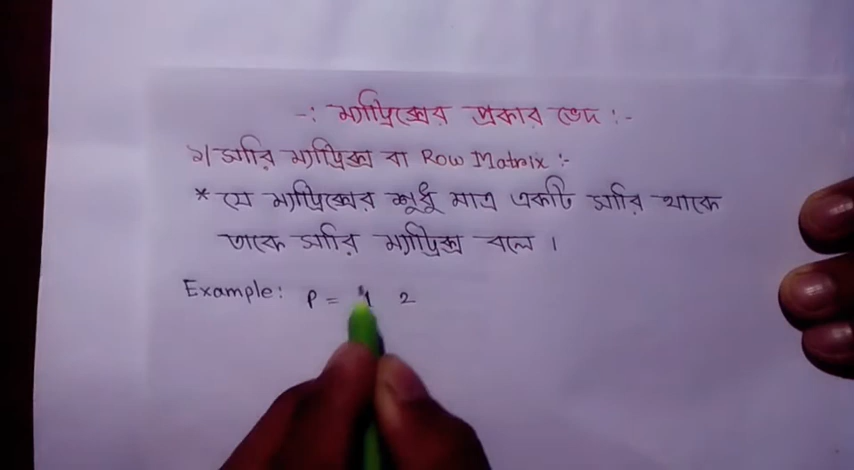 -: ম্যাট্রিক্সের প্রকার ভেদ :-
১। সারি ম্যাট্রিক্স বা Row Matrix :-
* যে ম্যাট্রিক্সের শুধু মাত্র একটি সারি থাকে
তাকে সারি ম্যাট্রিক্স বলে ।
Example: P = 1 2